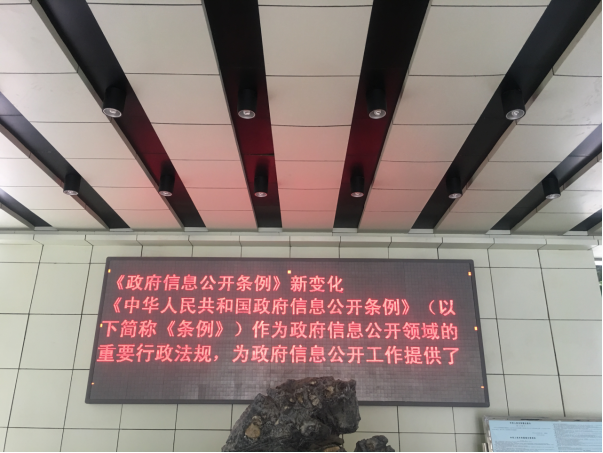 《政府信息公开条例》新变化
《中华人民共和国政府信息公开条例》（以
下简称《条例》）作为政府信息公开领域的
重要行政法规，为政府信息公开工作提供了